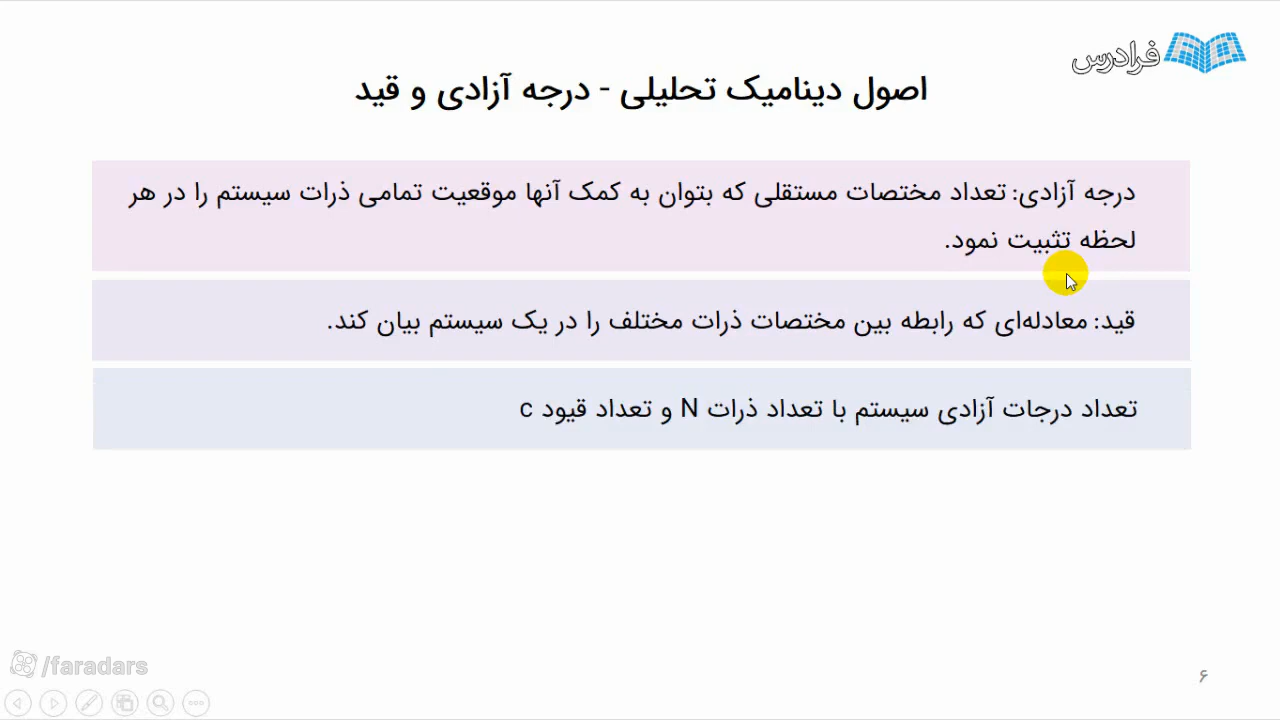 فرادرس
اصول دینامیک تحلیلی - درجه آزادی و قید
درجه آزادی: تعداد مختصات مستقلی که بتوان به کمک آنها موقعیت تمامی ذرات سیستم را در هر
لحظه تثبیت نمود.
قید: معادله‌ای که رابطه بین مختصات ذرات مختلف را در یک سیستم بیان کند.
تعداد درجات آزادی سیستم با تعداد ذرات N و تعداد قیود c
/faradars
۶